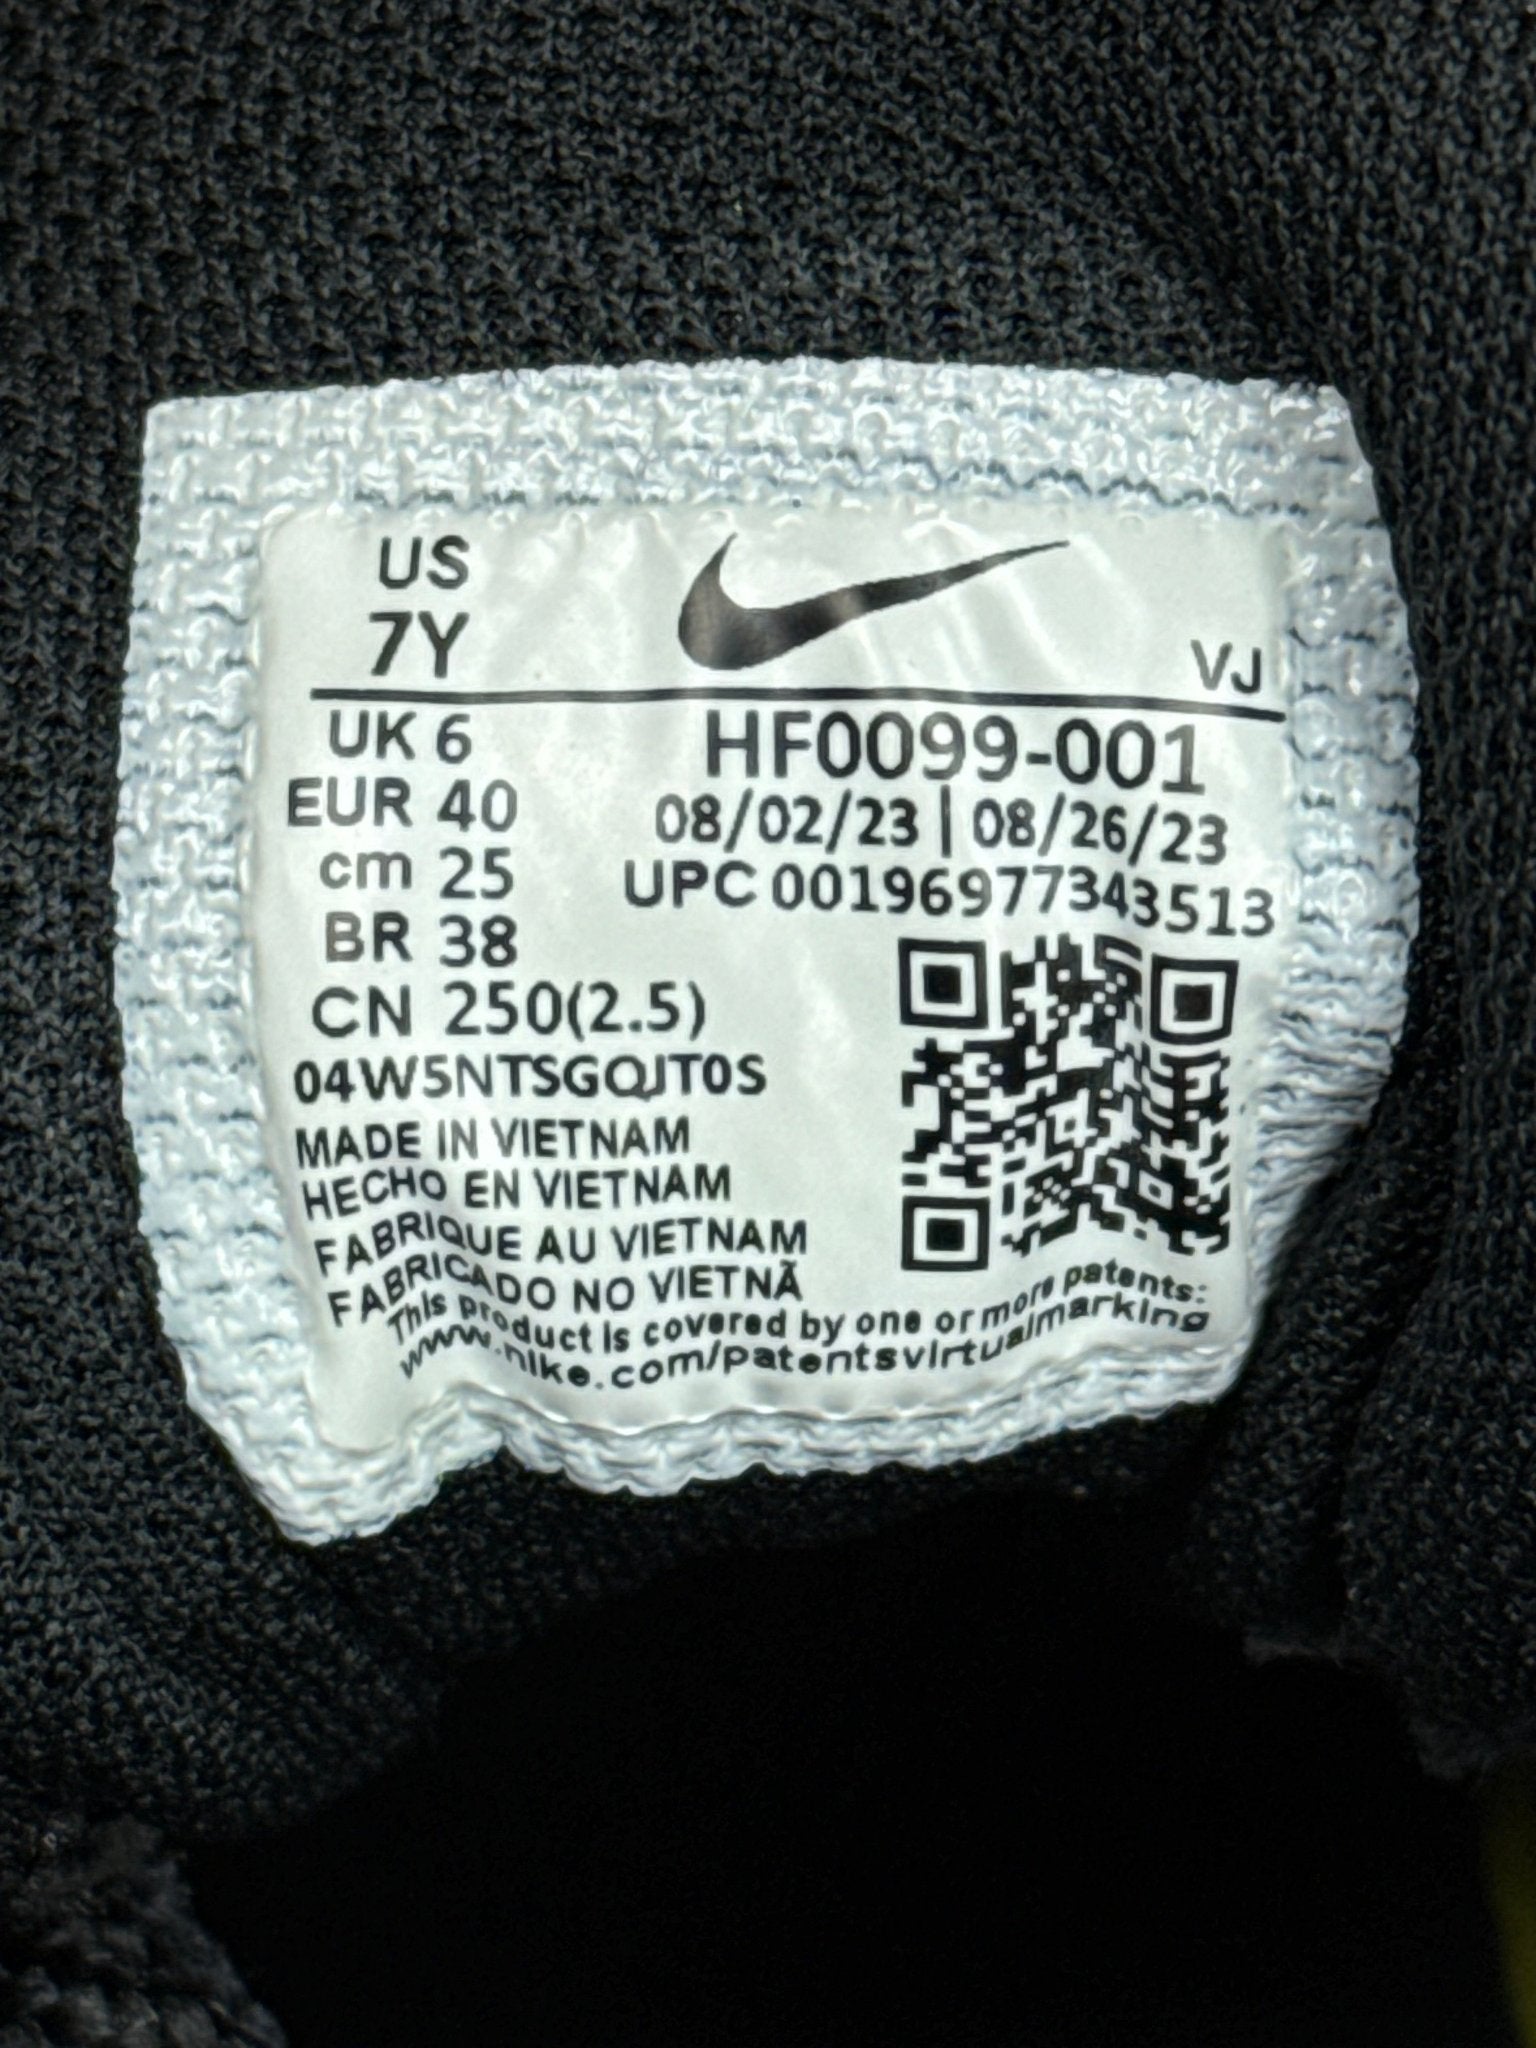 US
7Y
VJ
UK 6
EUR 40
cm 25
BR 38
CN 250(2.5)
HF0099-001
08/02/23 | 08/26/23
UPC 00196977343513
04W5NTSGQJT0S
MADE IN VIETNAM
HECHO EN VIETNAM
FABRIQUE AU VIETNAM
FABRICADO NO VIETNÃ
This product is covered by one or more patents:
www.nike.com/patentsvirtualmarking